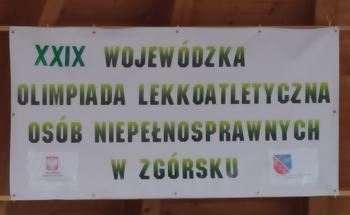 XXIX WOJEWÓDZKA
OLIMPIADA LEKKOATLETYCZNA
OSÓB NIEPEŁNOSPRAWNYCH
W ZGÓRSKU